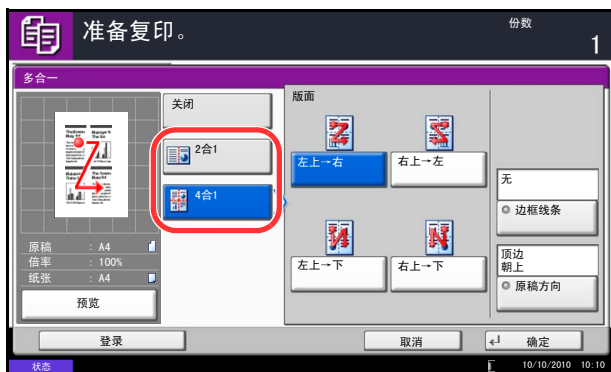 准备复印。
份数
1
多合一
关闭
2合1
4合1
版面
左上→右
右上→左
左上→下
右上→下
无
边框线条
顶边
朝上
原稿方向
原稿 : A4
倍率 : 100%
纸张 : A4
预览
登录
取消
确定
状态
10/10/2010 10:10